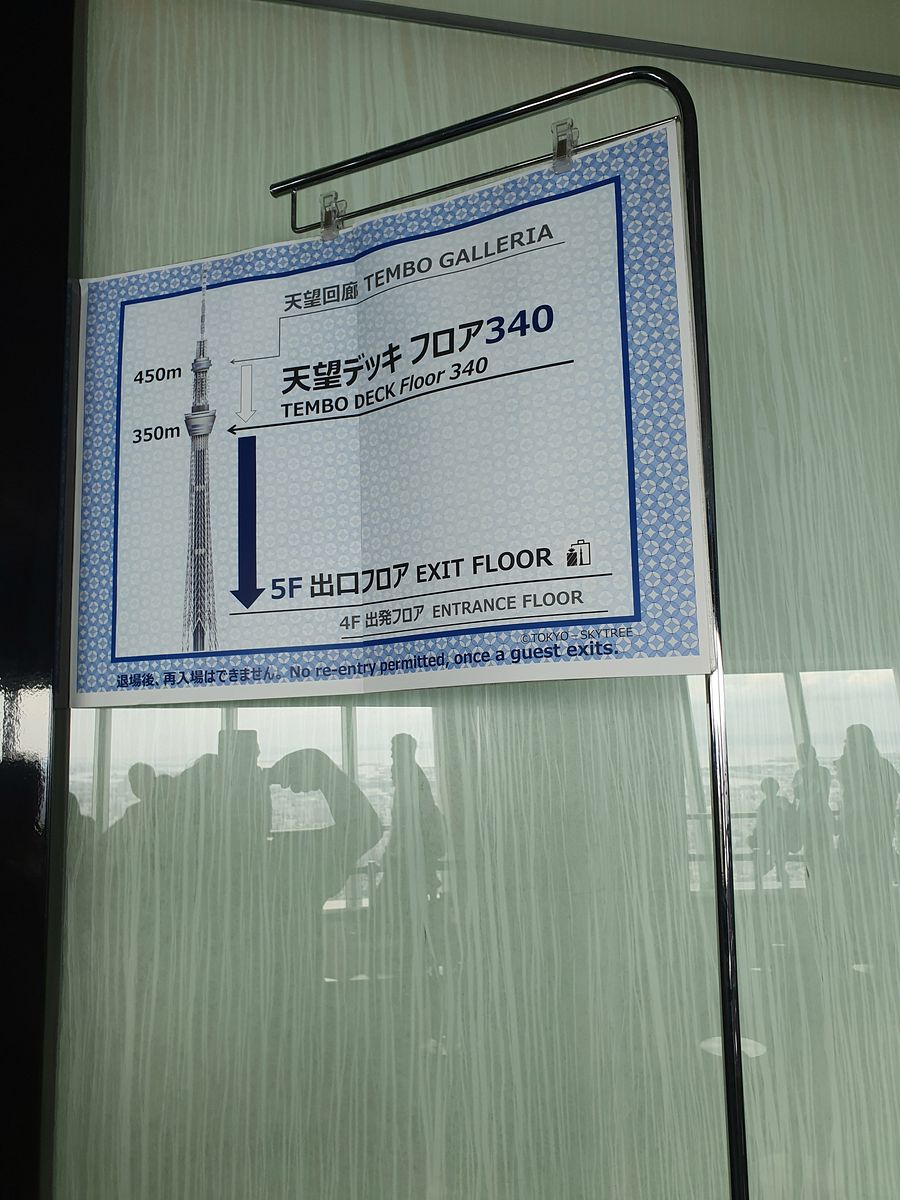 天望回廊 TEMBO GALLERIA
450m
天望デッキ フロア340
TEMBO DECK Floor 340
350m
5F 出口フロア EXIT FLOOR
4F 出発フロア ENTRANCE FLOOR
©TOKYO-SKYTREE
退場後、再入場はできません。No re-entry permitted, once a guest exits.